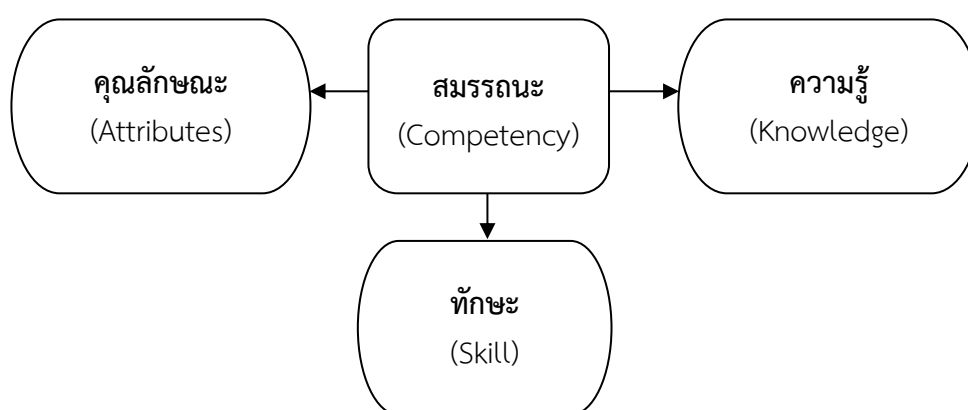 คุณลักษณะ
(Attributes)
สมรรถนะ
(Competency)
ความรู้
(Knowledge)
ทักษะ
(Skill)